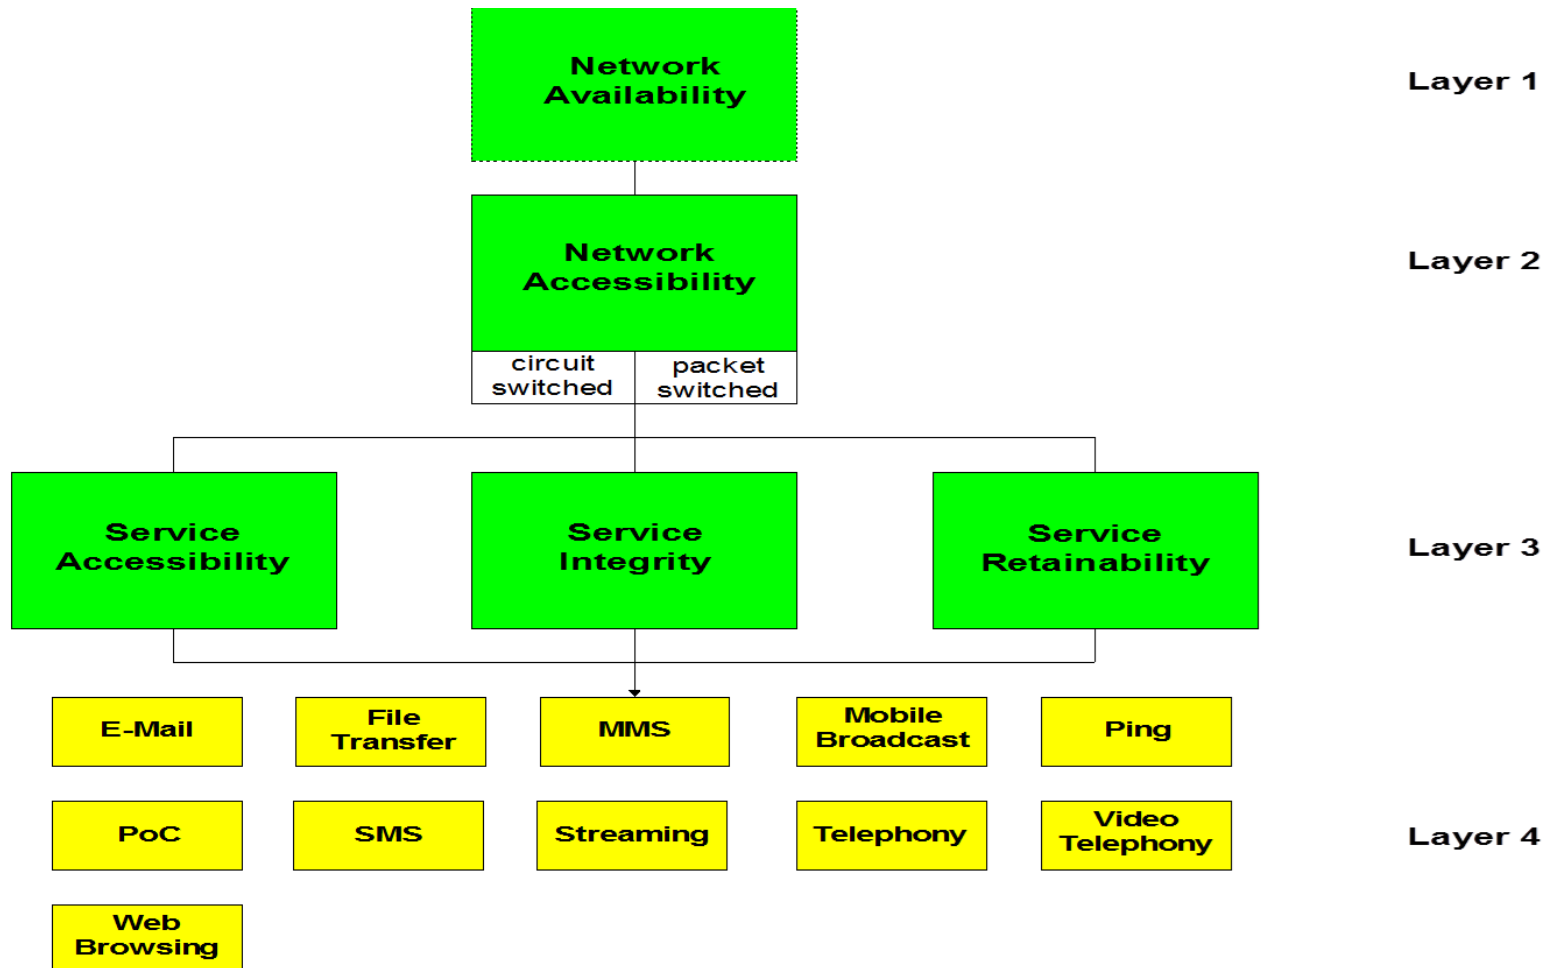 Network
Availability
Layer 1
Network
Accessibility
Layer 2
circuit
switched
packet
switched
Service
Accessibility
Service
Integrity
Service
Retainability
Layer 3
E-Mail
File
Transfer
MMS
Mobile
Broadcast
Ping
PoC
SMS
Streaming
Telephony
Video
Telephony
Layer 4
Web
Browsing